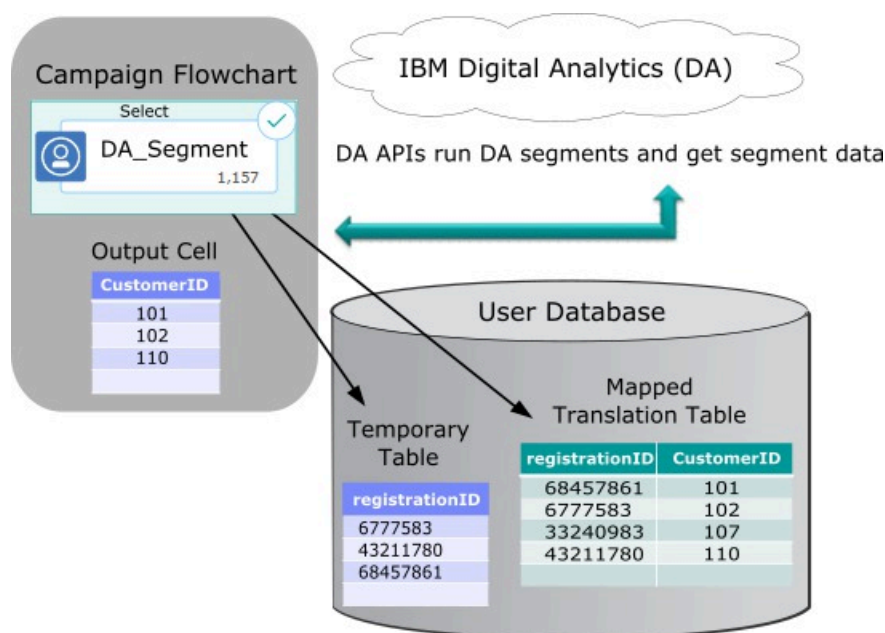 Campaign Flowchart
Select
DA_Segment
1,157
Output Cell
CustomerID
101
102
110
IBM Digital Analytics (DA)
DA APIs run DA segments and get segment data
User Database
Temporary
Table
registrationID
6777583
43211780
68457861
Mapped
Translation Table
registrationID CustomerID
68457861 101
6777583 102
33240983 107
43211780 110